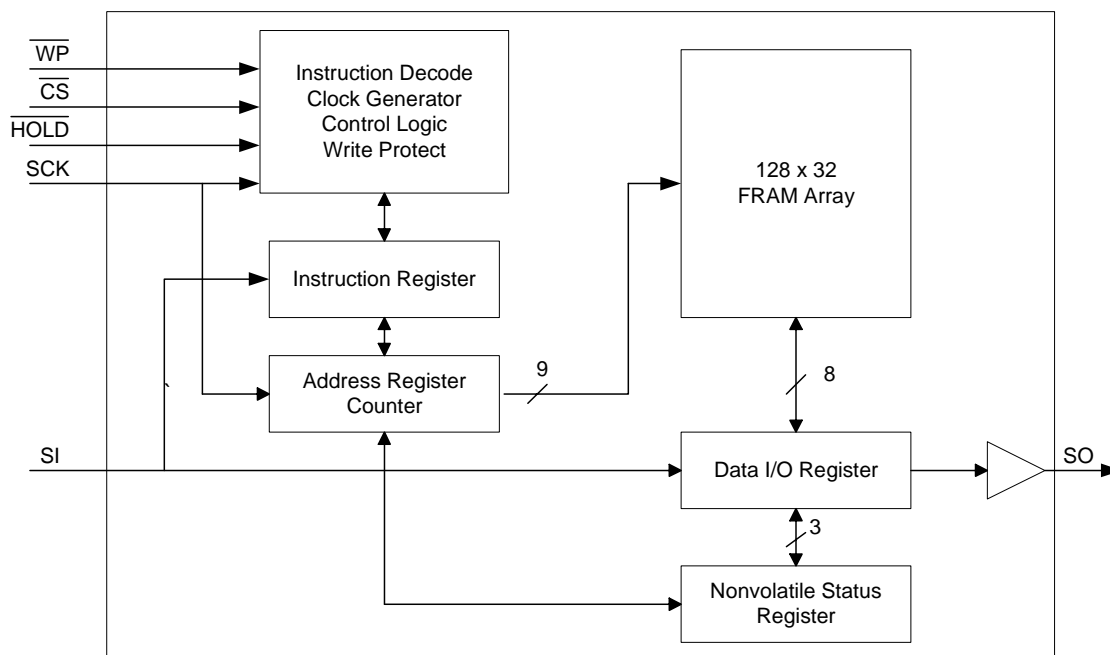 WP
CS
HOLD
SCK
Instruction Decode
Clock Generator
Control Logic
Write Protect
128 x 32
FRAM Array
Instruction Register
Address Register
Counter
9
8
`
SI
Data I/O Register
SO
3
Nonvolatile Status
Register